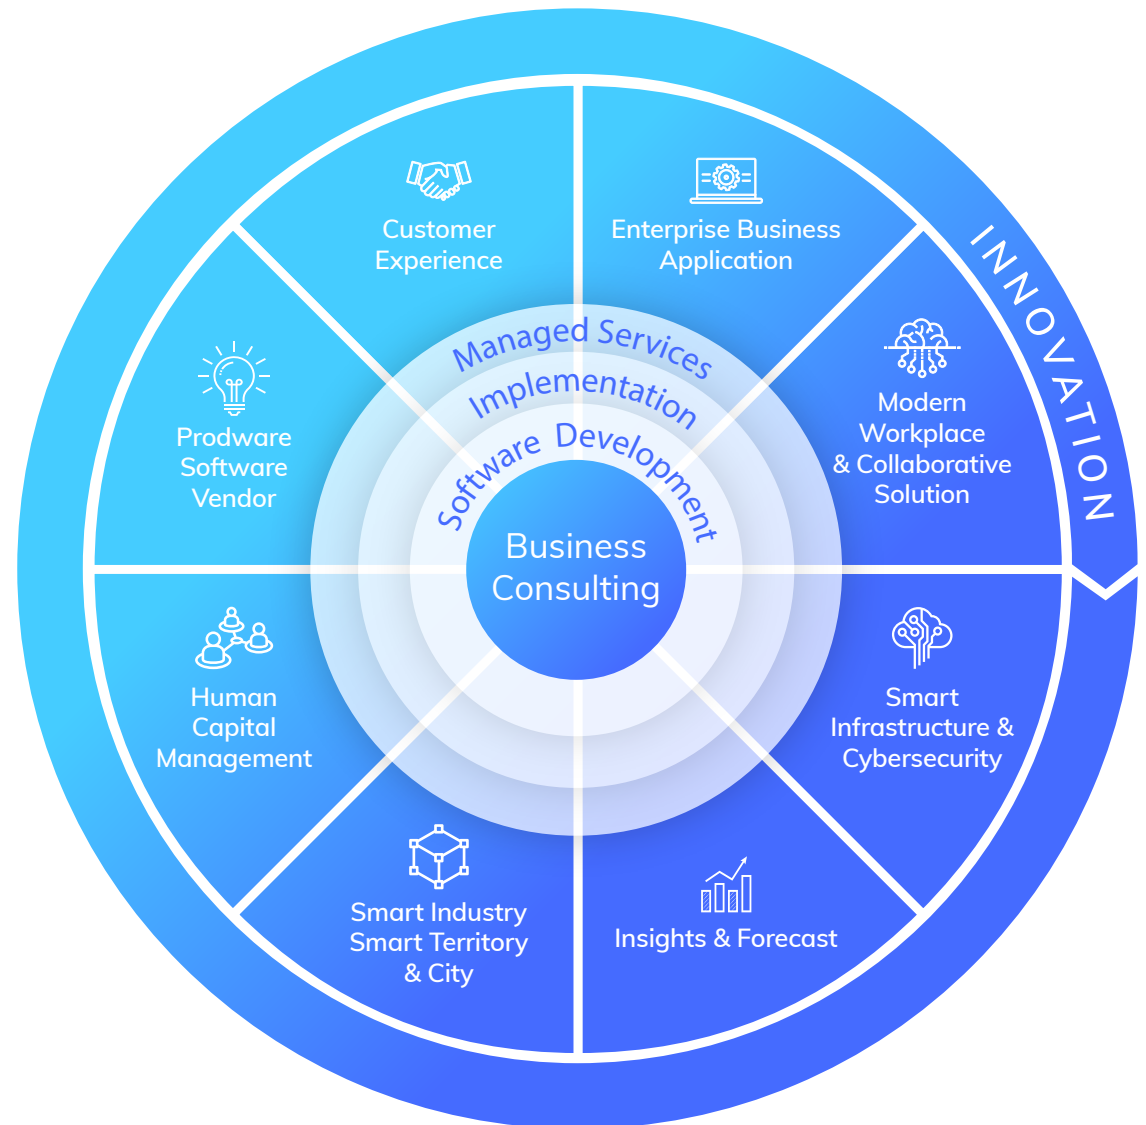 Customer
Experience
Enterprise Business
Application
INNOVATION
Modern
Workplace
& Collaborative
Solution
Smart
Infrastructure &
Cybersecurity
Insights & Forecast
Smart Industry
Smart Territory
& City
Human
Capital
Management
Prodware
Software
Vendor
Managed Services
Implementation
Software Development
Business
Consulting